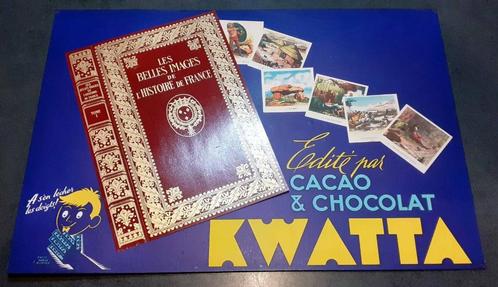 LES
BELLES IMAGES
DE
L'HISTOIRE DE FRANCE
Edité par
CACAO
& CHOCOLAT
KWATTA
A s'en lécher
les doigts!